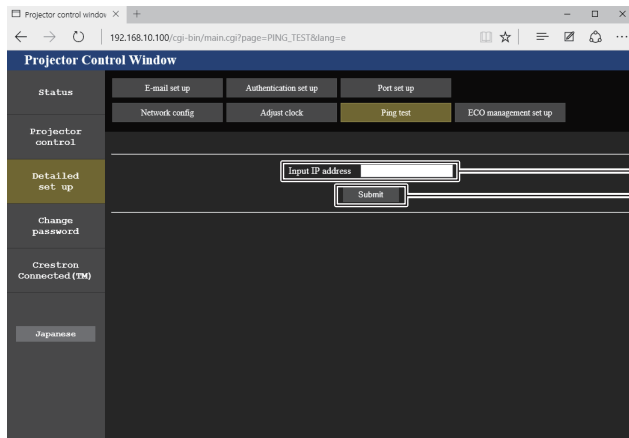 Projector control window
192.168.10.100/cgi-bin/main.cgi?page=PING_TEST&lang=e
Projector Control Window
Status
Projector
control
Detailed
set up
Change
password
Crestron
Connected(TM)
Japanese
E-mail set up
Authentication set up
Port set up
Network config
Adjust clock
Ping test
ECO management set up
Input IP address
Submit